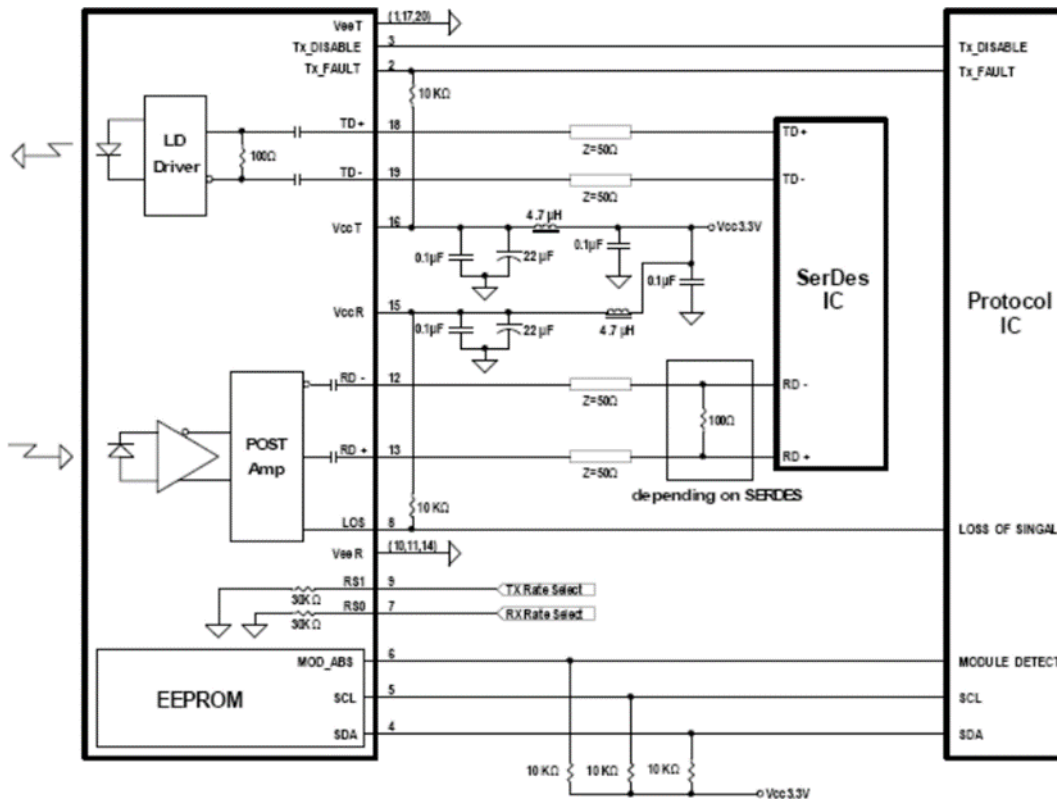 VeeT
(1,17,20)
Tx_DISABLE
3
Tx_DISABLE
Tx_FAULT
2
Tx_FAULT
10 KΩ
LD
Driver
100Ω
TD+
18
Z=50Ω
TD+
TD-
19
Z=50Ω
TD-
VccT
16
4.7 µH
Vcc3.3V
0.1µF
22 µF
0.1µF
0.1µF
SerDes
IC
Protocol
IC
VccR
15
0.1µF
22 µF
4.7 µH
RD -
12
Z=50Ω
RD -
POST
Amp
100Ω
RD +
13
Z=50Ω
RD +
depending on SERDES
10 KΩ
LOS
8
LOSS OF SINGAL
VeeR
(10,11,14)
RS1
9
TX Rate Select
30KΩ
RS0
7
RX Rate Select
30KΩ
MOD_ABS
6
MODULE DETECT
EEPROM
SCL
5
SCL
SDA
4
SDA
10 KΩ
10 KΩ
10 KΩ
Vcc3.3V